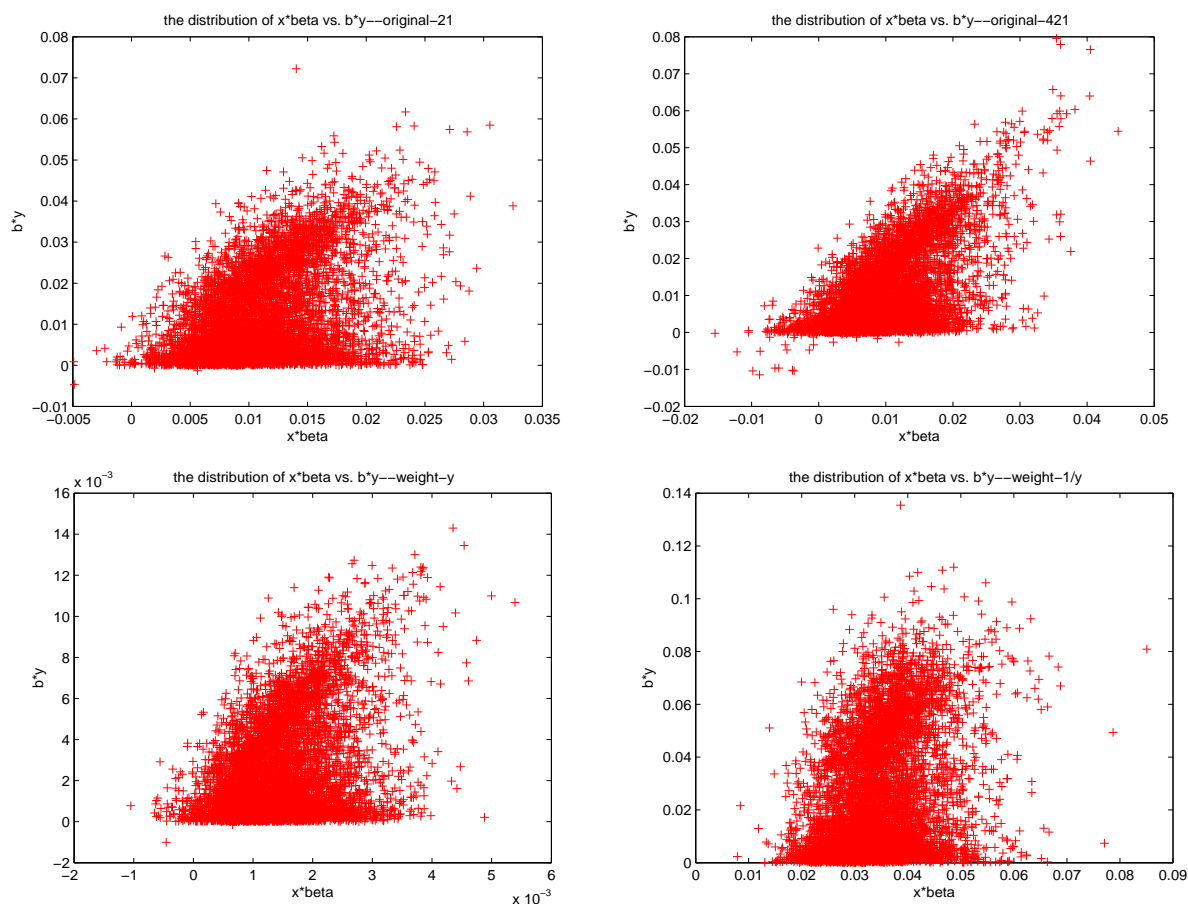 the distribution of x*beta vs. b*y−−original−21
0.08
0.07
0.06
0.05
0.04
0.03
0.02
0.01
0
−0.01
b*y
−0.005 0 0.005 0.01 0.015 0.02 0.025 0.03 0.035
x*beta
the distribution of x*beta vs. b*y−−original−421
0.08
0.07
0.06
0.05
0.04
0.03
0.02
0.01
0
−0.01
−0.02
b*y
−0.02 −0.01 0 0.01 0.02 0.03 0.04 0.05
x*beta
the distribution of x*beta vs. b*y−−weight−y
x 10⁻³
16
14
12
10
8
6
4
2
0
−2
b*y
−2 −1 0 1 2 3 4 5 6
x*beta
x 10⁻³
the distribution of x*beta vs. b*y−−weight−1/y
0.14
0.12
0.1
0.08
0.06
0.04
0.02
0
b*y
0 0.01 0.02 0.03 0.04 0.05 0.06 0.07 0.08 0.09
x*beta